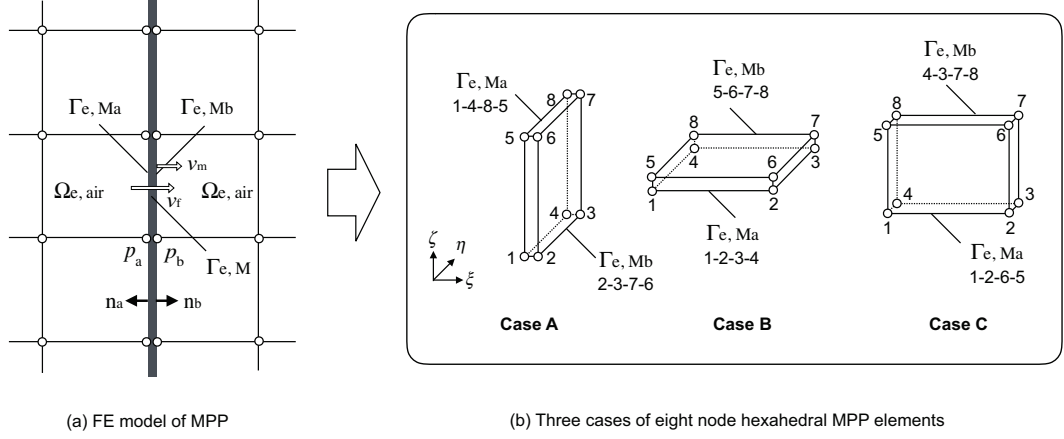 Γe, Ma
Γe, Mb
vm
Ωe, air
Ωe, air
vf
pa
pb
Γe, M
na
nb
(a) FE model of MPP
Γe, Ma
1-4-8-5
8
7
5
6
4
3
1
2
Γe, Mb
2-3-7-6
ζ
η
ξ
Case A
Γe, Mb
5-6-7-8
8
7
5
4
6
3
1
2
Γe, Ma
1-2-3-4
Case B
Γe, Mb
4-3-7-8
8
7
5
6
4
3
1
2
Γe, Ma
1-2-6-5
Case C
(b) Three cases of eight node hexahedral MPP elements